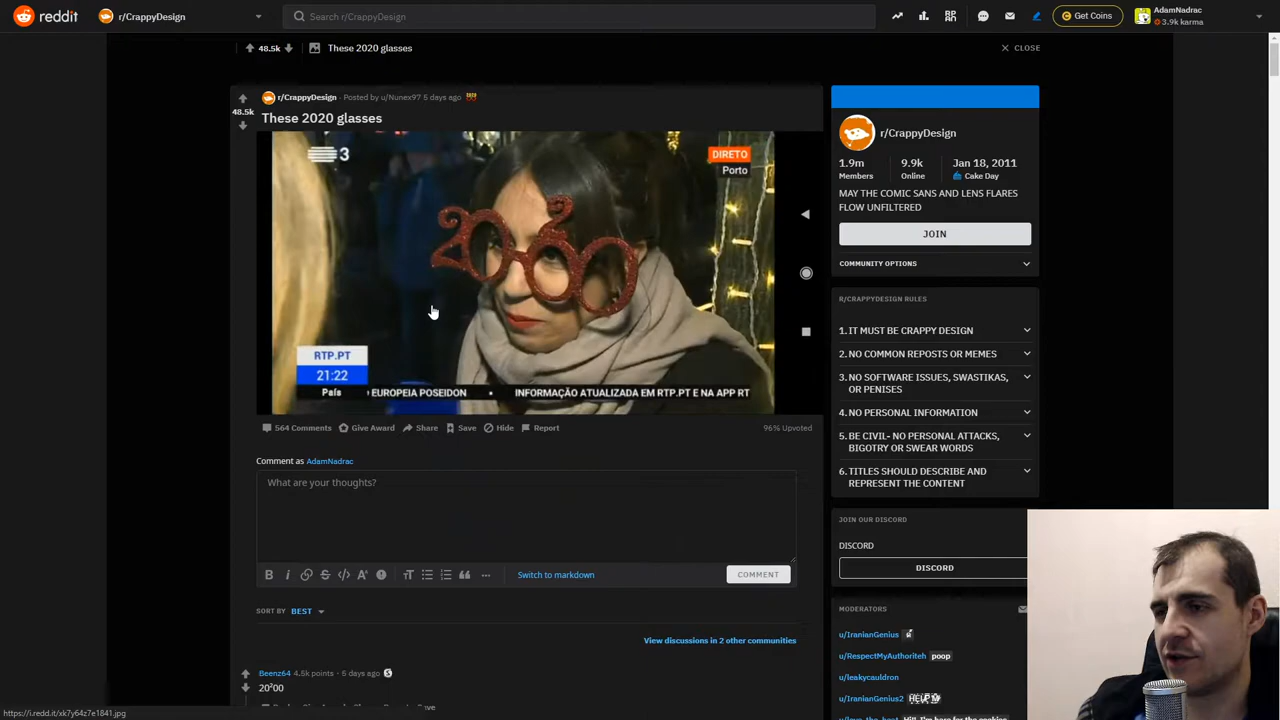 reddit
r/CrappyDesign
Search r/CrappyDesign
Get Coins
AdamNadrac
3.9k karma
48.5k
These 2020 glasses
CLOSE
48.5k
r/CrappyDesign · Posted by u/Nunex97 5 days ago
These 2020 glasses
3
DIRETO
Porto
2020
RTP.PT
21:22
País
EUROPEIA POSEIDON • INFORMAÇÃO ATUALIZADA EM RTP.PT E NA APP RT
564 Comments
Give Award
Share
Save
Hide
Report
96% Upvoted
Comment as AdamNadrac
What are your thoughts?
Switch to markdown
COMMENT
SORT BY BEST
View discussions in 2 other communities
Beenz64 4.5k points · 5 days ago
20²00
r/CrappyDesign
1.9m
Members
9.9k
Online
Jan 18, 2011
Cake Day
MAY THE COMIC SANS AND LENS FLARES
FLOW UNFILTERED
JOIN
COMMUNITY OPTIONS
R/CRAPPYDESIGN RULES
1. IT MUST BE CRAPPY DESIGN
2. NO COMMON REPOSTS OR MEMES
3. NO SOFTWARE ISSUES, SWASTIKAS,
OR PENISES
4. NO PERSONAL INFORMATION
5. BE CIVIL- NO PERSONAL ATTACKS,
BIGOTRY OR SWEAR WORDS
6. TITLES SHOULD DESCRIBE AND
REPRESENT THE CONTENT
JOIN OUR DISCORD
DISCORD
DISCORD
MODERATORS
u/IranianGenius
u/RespectMyAuthoriteh poop
u/leakycauldron
u/IranianGenius2
https://i.redd.it/xk7y64z7e1841.jpg